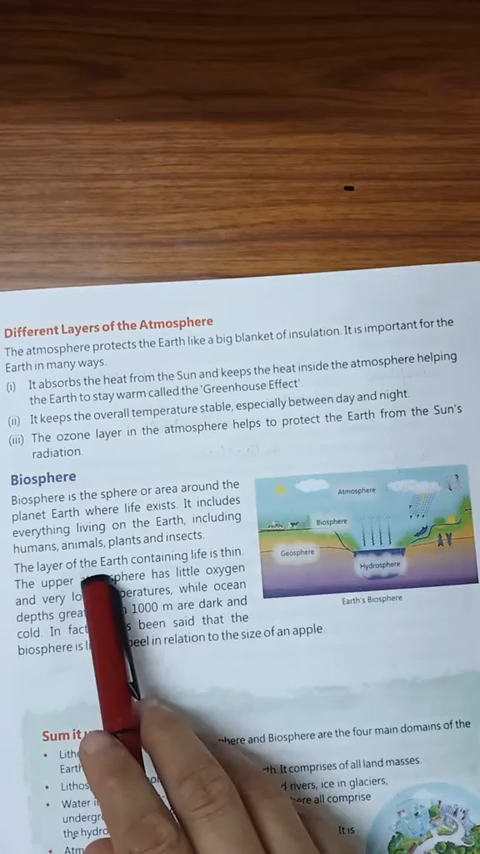 Different Layers of the Atmosphere
The atmosphere protects the Earth like a big blanket of insulation. It is important for the
Earth in many ways.
(i) It absorbs the heat from the Sun and keeps the heat inside the atmosphere helping
the Earth to stay warm called the 'Greenhouse Effect'.
(ii) It keeps the overall temperature stable, especially between day and night.
(iii) The ozone layer in the atmosphere helps to protect the Earth from the Sun's
radiation.
Biosphere
Biosphere is the sphere or area around the
planet Earth where life exists. It includes
everything living on the Earth, including
humans, animals, plants and insects.
The layer of the Earth containing life is thin.
The upper sphere has little oxygen
and very lo peratures, while ocean
depths grea 1000 m are dark and
cold. In fact s been said that the
biosphere is li peel in relation to the size of an apple.
Atmosphere
Biosphere
Geosphere
Hydrosphere
Earth's Biosphere
Sum it
here and Biosphere are the four main domains of the
Earth
th. It comprises of all land masses.
Water i d rivers, ice in glaciers,
undergr ere all comprise
the hydro
It is